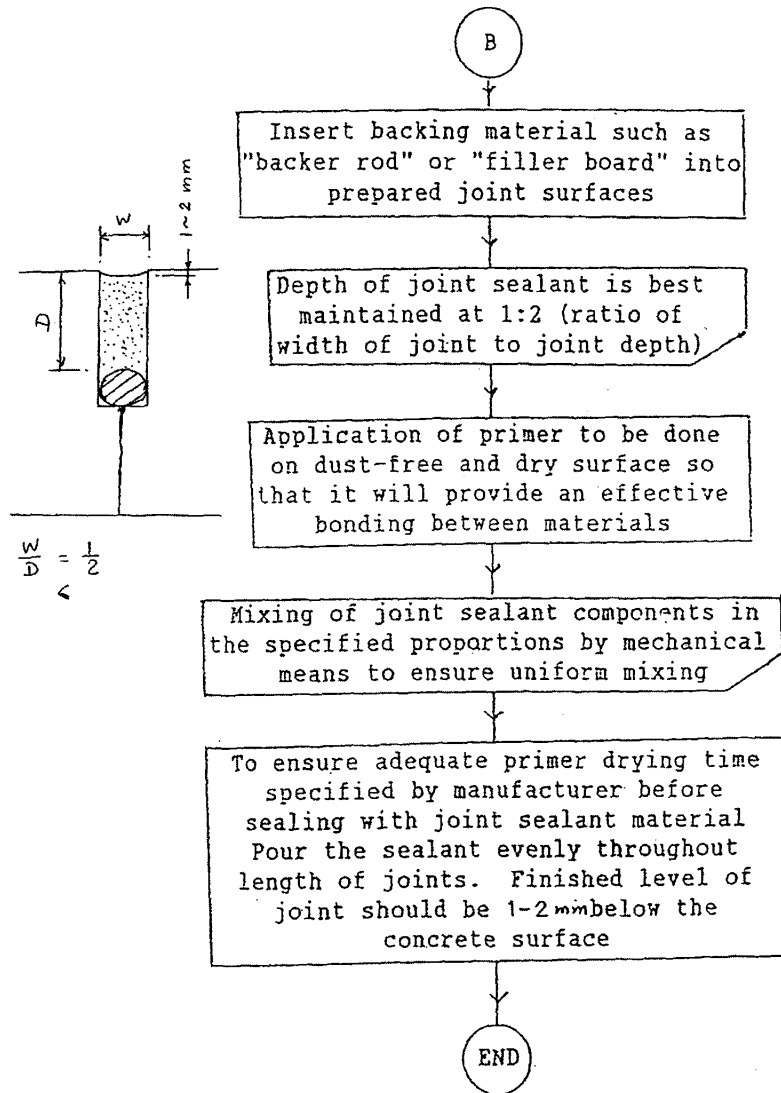 B
Insert backing material such as
"backer rod" or "filler board" into
prepared joint surfaces
1~2 mm
W
D
W/D = 1/2
Depth of joint sealant is best
maintained at 1:2 (ratio of
width of joint to joint depth)
Application of primer to be done
on dust-free and dry surface so
that it will provide an effective
bonding between materials
Mixing of joint sealant components in
the specified proportions by mechanical
means to ensure uniform mixing
To ensure adequate primer drying time
specified by manufacturer before
sealing with joint sealant material
Pour the sealant evenly throughout
length of joints. Finished level of
joint should be 1-2mm below the
concrete surface
END